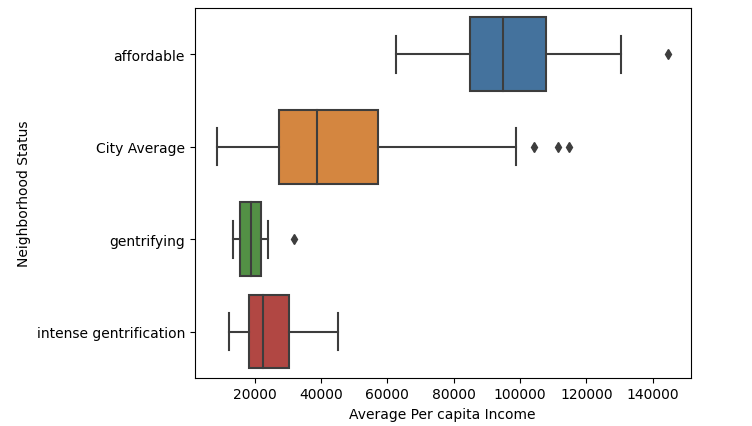 Neighborhood Status
affordable
City Average
gentrifying
intense gentrification
20000 40000 60000 80000 100000 120000 140000
Average Per capita Income